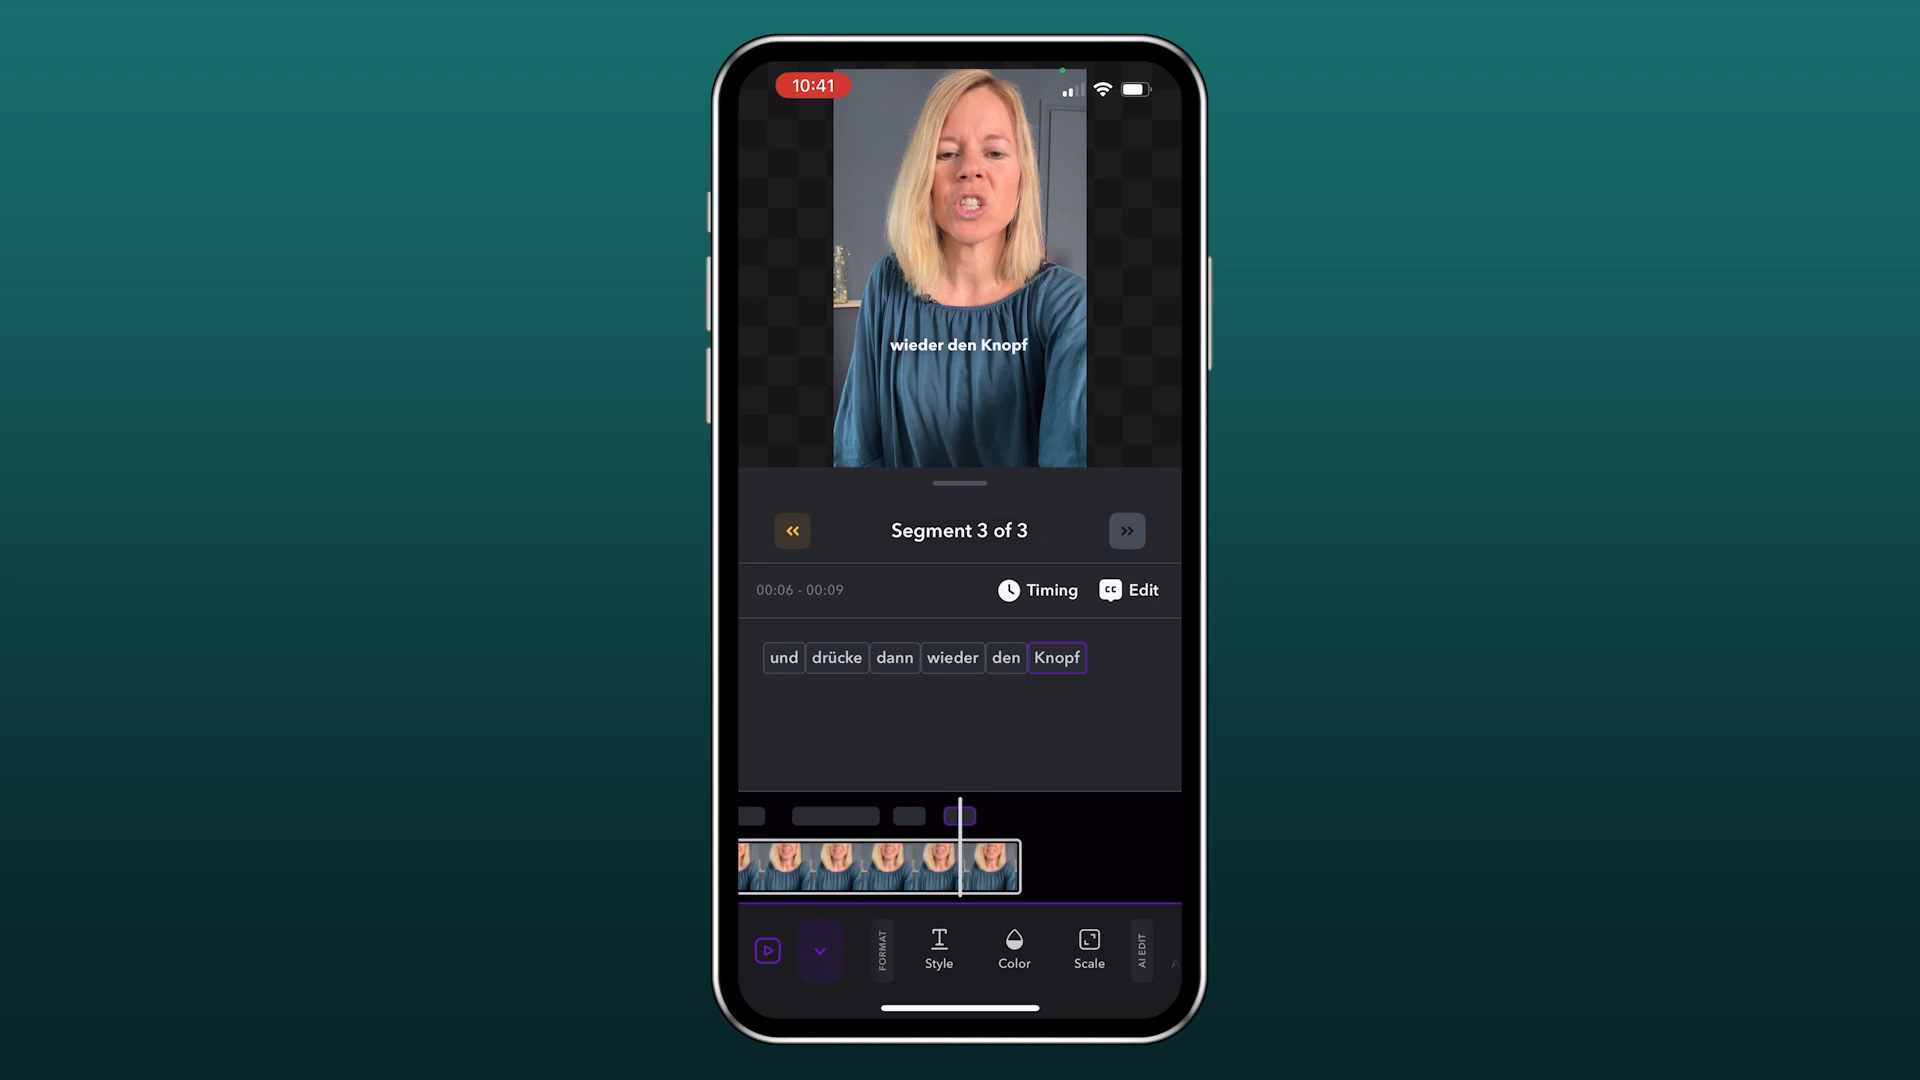 10:41
wieder den Knopf
Segment 3 of 3
00:06 - 00:09
Timing
CC Edit
und drücke dann wieder den Knopf
FORMAT
Style
Color
Scale
AI EDIT